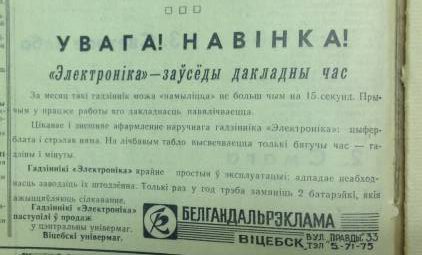 УВАГА! НАВІНКА!
«Электроніка»—заўсёды дакладны час
За месяц такі гадзіннік можа «памыліцца» не больш чым на 15 секунд. Пры-
чым у працэсе работы яго дакладнасць павялічваецца.
Цікавае і знешняе афармленне наручнага гадзінніка «Электроніка»: цыфер-
блата і стрэлак няма. На лічбавым табло высвечваецца толькі бягучы час — га-
дзіны і мінуты.
Гадзіннікі «Электроніка» крайне простыя ў эксплуатацыі: адпадае неабход-
насць заводзіць іх штодзённа. Толькі раз у год трэба замяніць 2 батарэйкі, якія
ажыццяўляюць сілкаванне.
Гадзіннікі «Электроніка»
паступілі ў продаж
у цэнтральны універмаг.
Віцебскі універмаг.
БЕЛГАНДАЛЬРЭКЛАМА
ВІЦЕБСК ВУЛ. ПРАЎДЫ, 33
ТЭЛ. 5-71-75